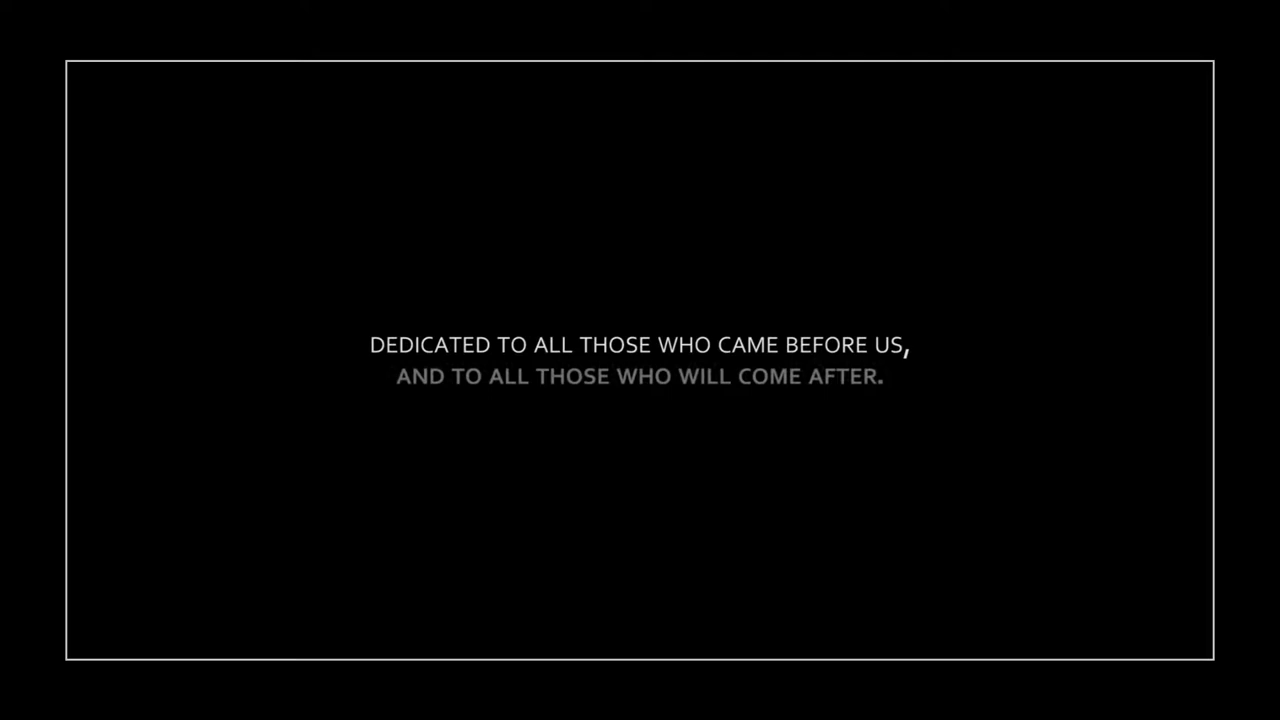 DEDICATED TO ALL THOSE WHO CAME BEFORE US,
AND TO ALL THOSE WHO WILL COME AFTER.